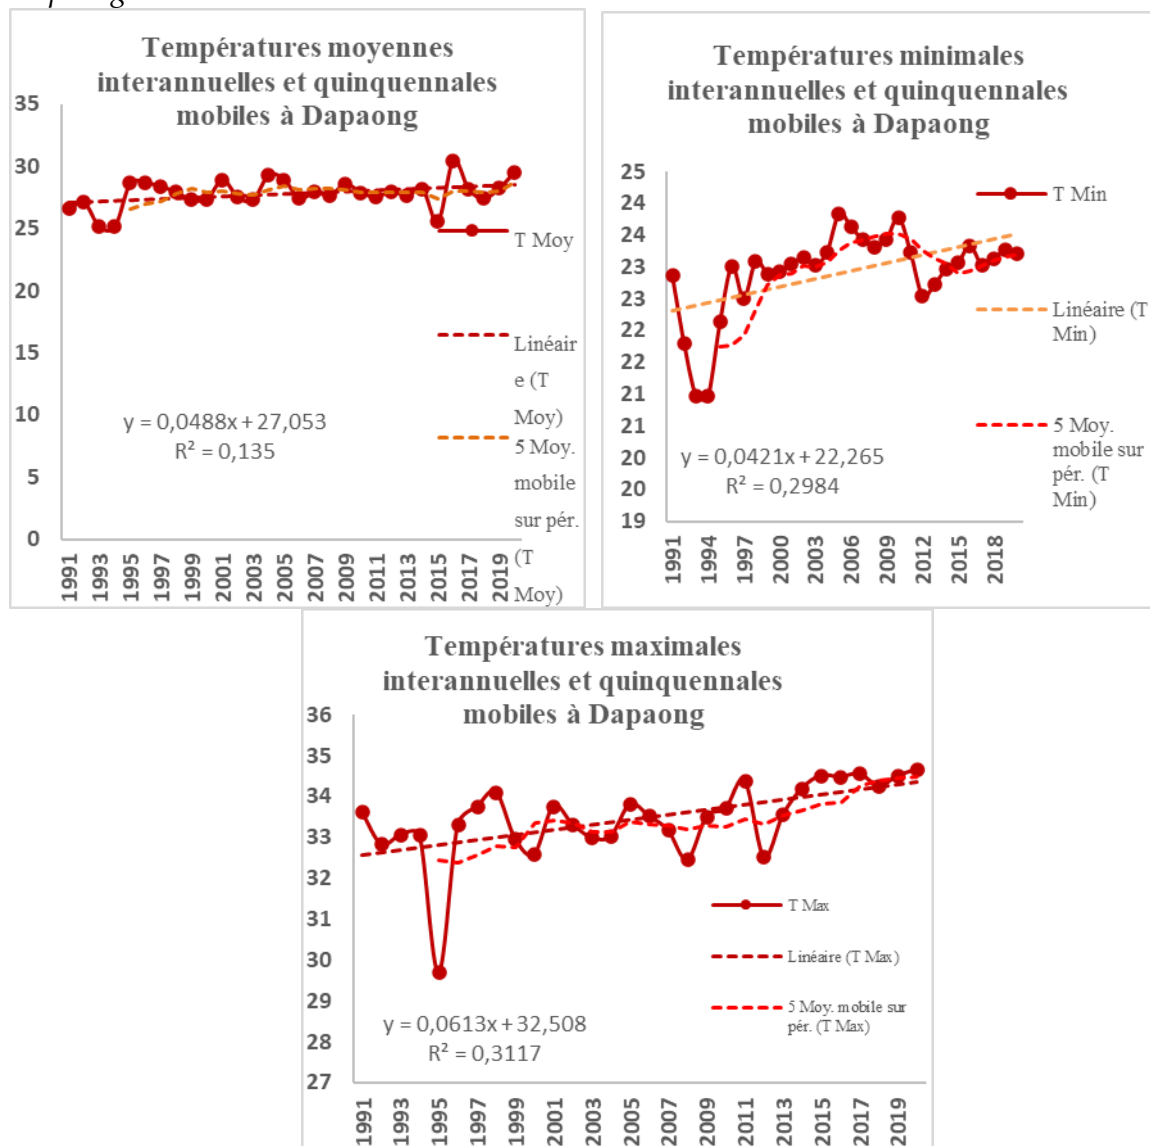 Températures moyennes
interannuelles et quinquennales
mobiles à Dapaong
35
30
25
20
15
10
5
0
T Moy
Linéair
e (T
Moy)
5 Moy.
mobile
sur pér.
(T
Moy)
y = 0,0488x + 27,053
R² = 0,135
1991
1993
1995
1997
1999
2001
2003
2005
2007
2009
2011
2013
2015
2017
2019
Températures minimales
interannuelles et quinquennales
mobiles à Dapaong
25
24
24
23
23
22
22
21
21
20
20
19
T Min
Linéaire (T
Min)
5 Moy.
mobile sur
pér. (T
Min)
y = 0,0421x + 22,265
R² = 0,2984
1991
1994
1997
2000
2003
2006
2009
2012
2015
2018
Températures maximales
interannuelles et quinquennales
mobiles à Dapaong
36
35
34
33
32
31
30
29
28
27
T Max
Linéaire (T Max)
5 Moy. mobile sur
pér. (T Max)
y = 0,0613x + 32,508
R² = 0,3117
1991
1993
1995
1997
1999
2001
2003
2005
2007
2009
2011
2013
2015
2017
2019